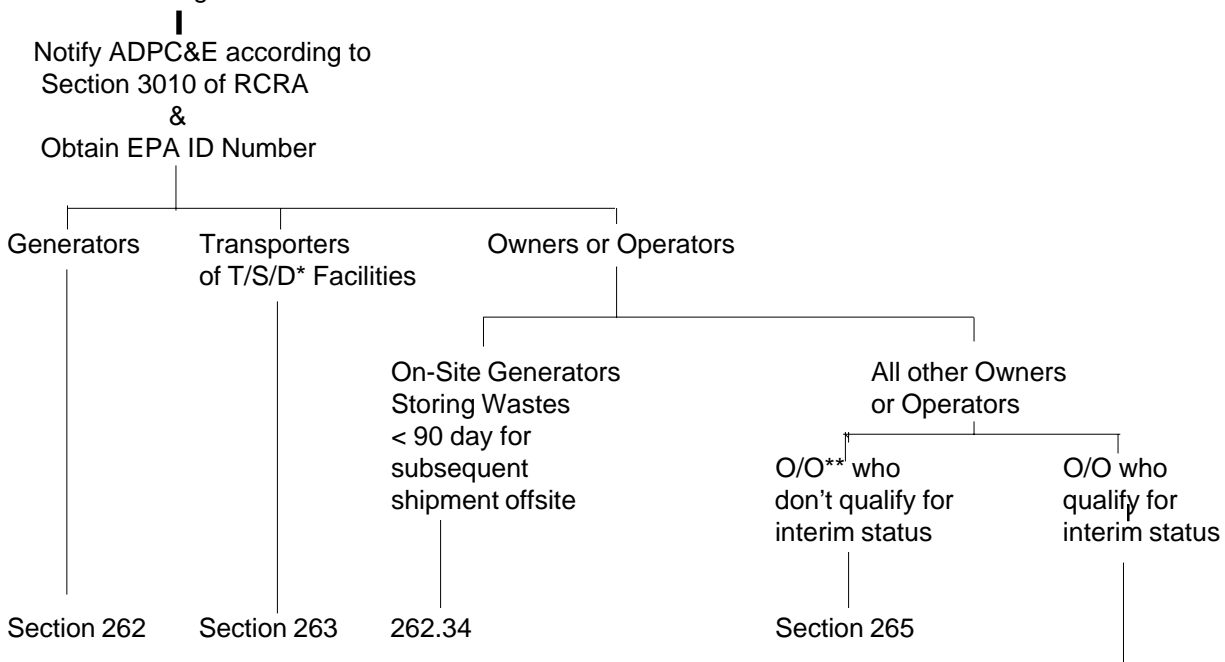 Notify ADPC&E according to
Section 3010 of RCRA
&
Obtain EPA ID Number
Generators
Transporters
of T/S/D* Facilities
Owners or Operators
On-Site Generators
Storing Wastes
< 90 day for
subsequent
shipment offsite
All other Owners
or Operators
O/O** who
don't qualify for
interim status
O/O who
qualify for
interim status
Section 262
Section 263
262.34
Section 265